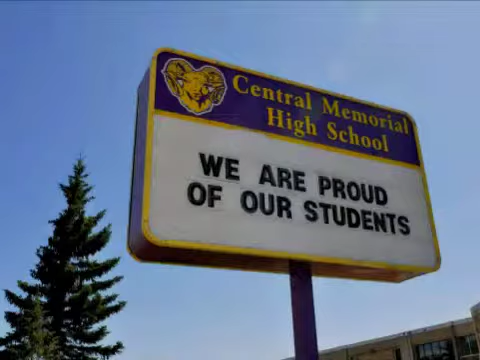 Central Memorial
High School
WE ARE PROUD
OF OUR STUDENTS